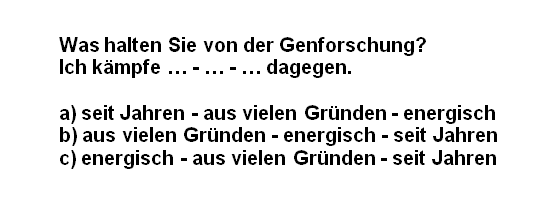 Was halten Sie von der Genforschung?
Ich kämpfe ... - ... - ... dagegen.
a) seit Jahren - aus vielen Gründen - energisch
b) aus vielen Gründen - energisch - seit Jahren
c) energisch - aus vielen Gründen - seit Jahren